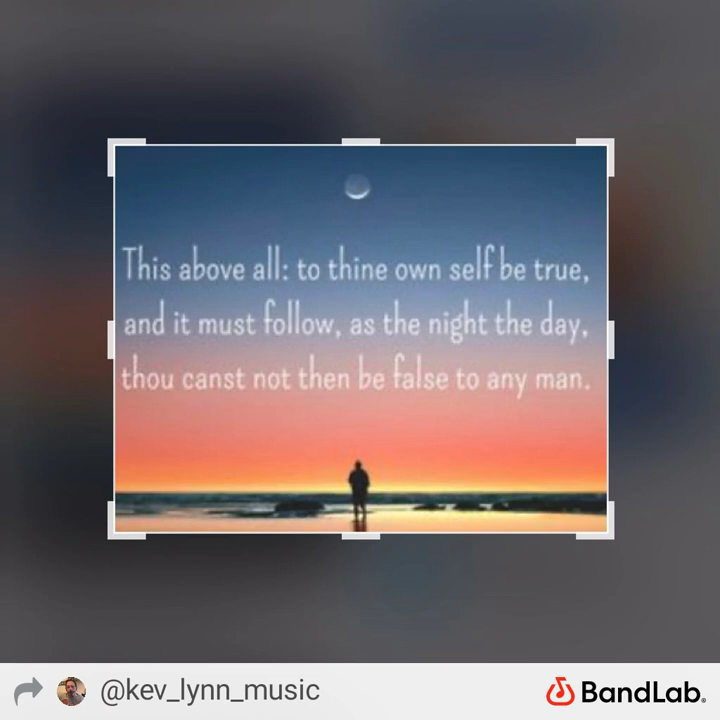 This above all: to thine own self be true,
and it must follow, as the night the day,
thou canst not then be false to any man.
@kev_lynn_music
BandLab®